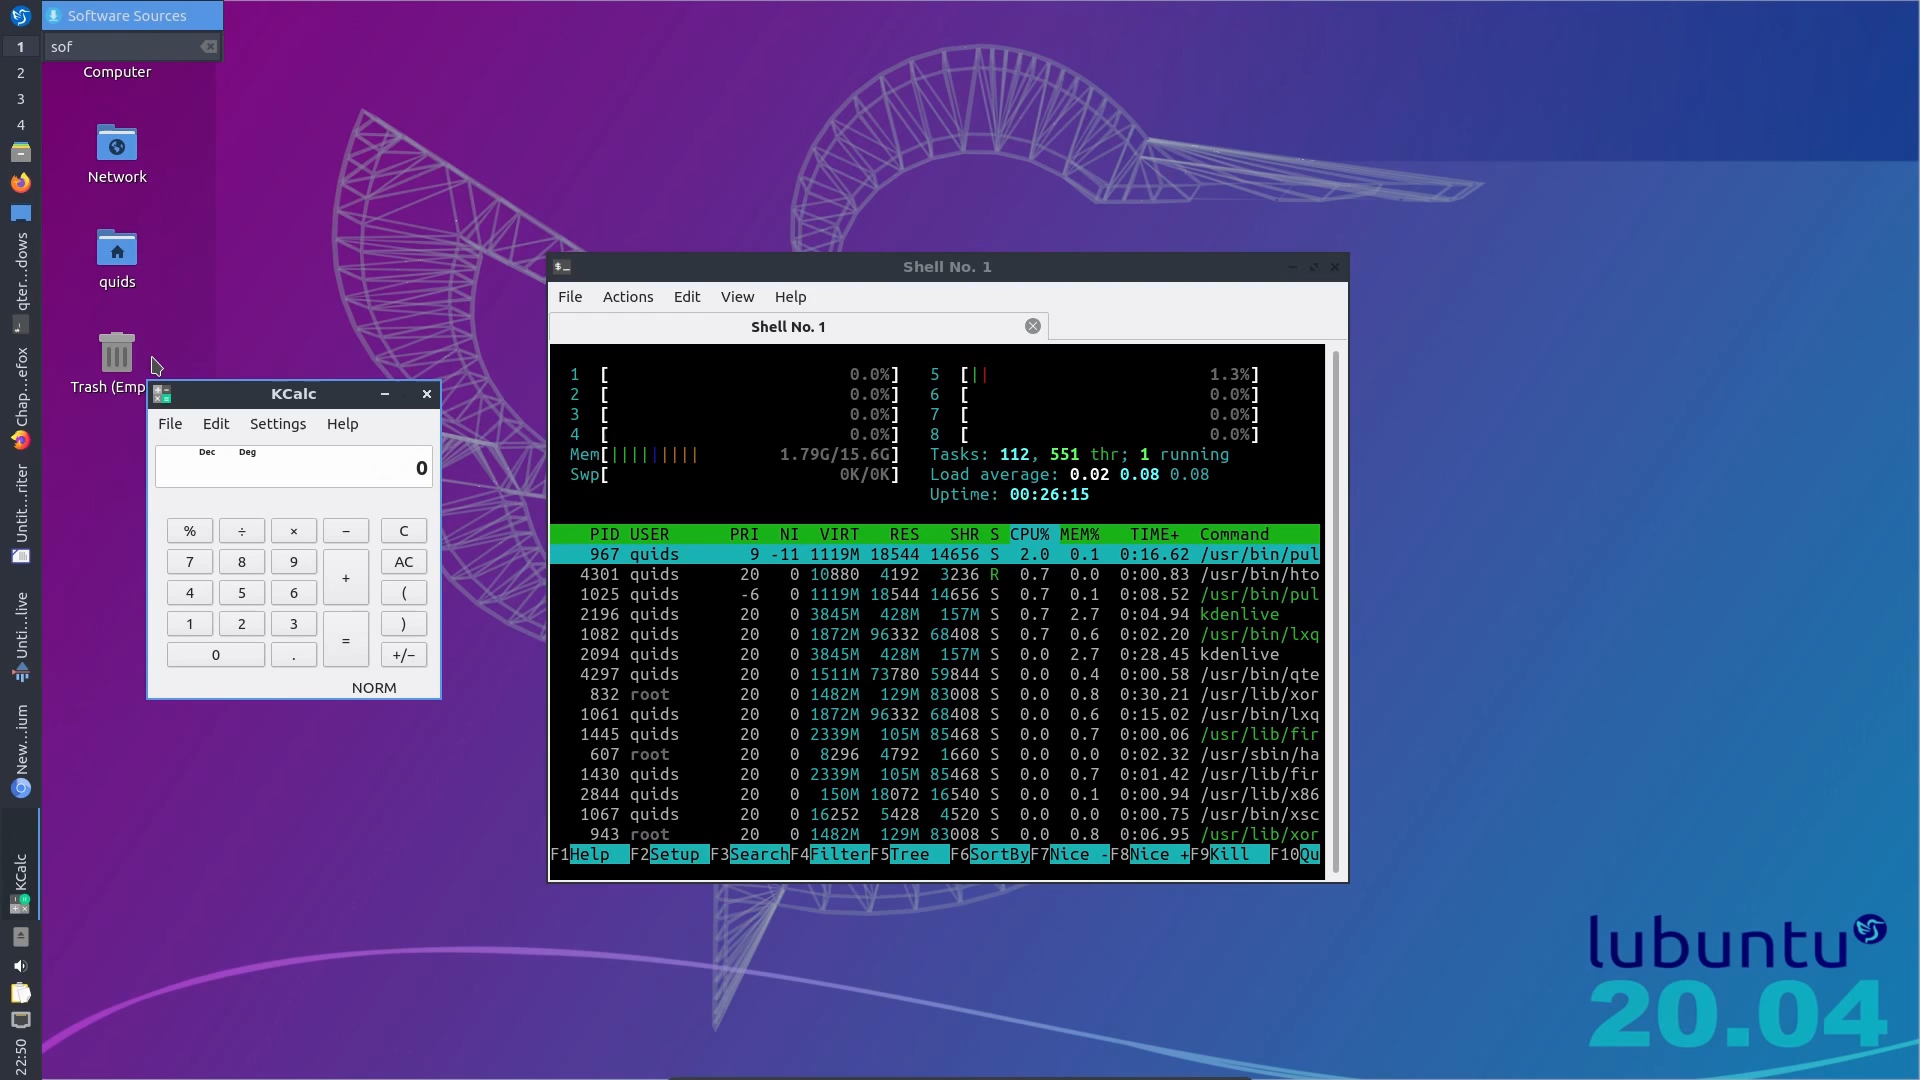 Software Sources
sof
1
2
3
4
qter...dows
Chap...efox
Untit...riter
Unti...live
New...ium
KCalc
22:50
Computer
Network
quids
Trash (Emp
KCalc
File Edit Settings Help
Dec Deg
0
% ÷ × − C
7 8 9 + AC
4 5 6 (
1 2 3 = )
0 . +/−
NORM
Shell No. 1
File Actions Edit View Help
Shell No. 1
1 [ 0.0%] 5 [|| 1.3%]
2 [ 0.0%] 6 [ 0.0%]
3 [ 0.0%] 7 [ 0.0%]
4 [ 0.0%] 8 [ 0.0%]
Mem[||||||||| 1.79G/15.6G] Tasks: 112, 551 thr; 1 running
Swp[ 0K/0K] Load average: 0.02 0.08 0.08
Uptime: 00:26:15
PID USER PRI NI VIRT RES SHR S CPU% MEM% TIME+ Command
967 quids 9 -11 1119M 18544 14656 S 2.0 0.1 0:16.62 /usr/bin/pul
4301 quids 20 0 10880 4192 3236 R 0.7 0.0 0:00.83 /usr/bin/hto
1025 quids -6 0 1119M 18544 14656 S 0.7 0.1 0:08.52 /usr/bin/pul
2196 quids 20 0 3845M 428M 157M S 0.7 2.7 0:04.94 kdenlive
1082 quids 20 0 1872M 96332 68408 S 0.7 0.6 0:02.20 /usr/bin/lxq
2094 quids 20 0 3845M 428M 157M S 0.0 2.7 0:28.45 kdenlive
4297 quids 20 0 1511M 73780 59844 S 0.0 0.4 0:00.58 /usr/bin/qte
832 root 20 0 1482M 129M 83008 S 0.0 0.8 0:30.21 /usr/lib/xor
1061 quids 20 0 1872M 96332 68408 S 0.0 0.6 0:15.02 /usr/bin/lxq
1445 quids 20 0 2339M 105M 85468 S 0.0 0.7 0:00.06 /usr/lib/fir
607 root 20 0 8296 4792 1660 S 0.0 0.0 0:02.32 /usr/sbin/ha
1430 quids 20 0 2339M 105M 85468 S 0.0 0.7 0:01.42 /usr/lib/fir
2844 quids 20 0 150M 18072 16540 S 0.0 0.1 0:00.94 /usr/lib/x86
1067 quids 20 0 16252 5428 4520 S 0.0 0.0 0:00.75 /bin/xsc
943 root 20 0 1482M 129M 83008 S 0.0 0.8 0:06.95 /usr/lib/xor
F1Help F2Setup F3SearchF4FilterF5Tree F6SortByF7Nice -F8Nice +F9Kill F10Qu
lubuntu
20.04